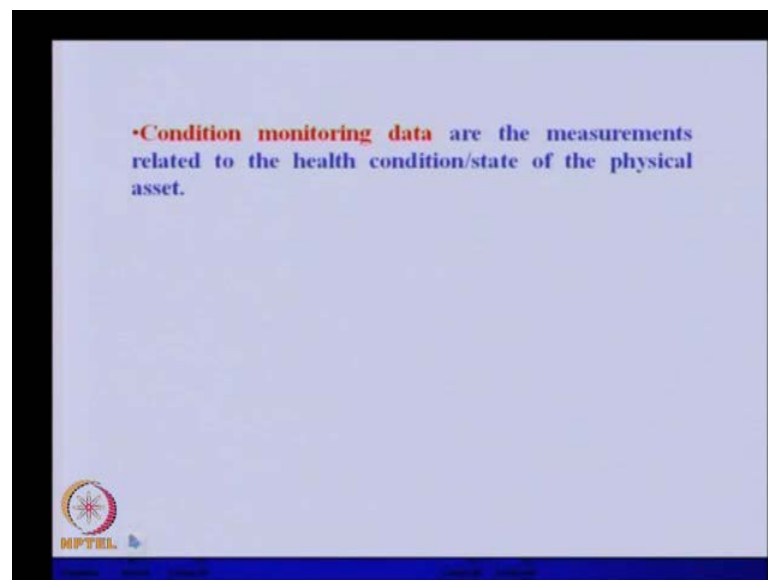 •Condition monitoring data are the measurements
related to the health condition/state of the physical
asset.
NPTEL